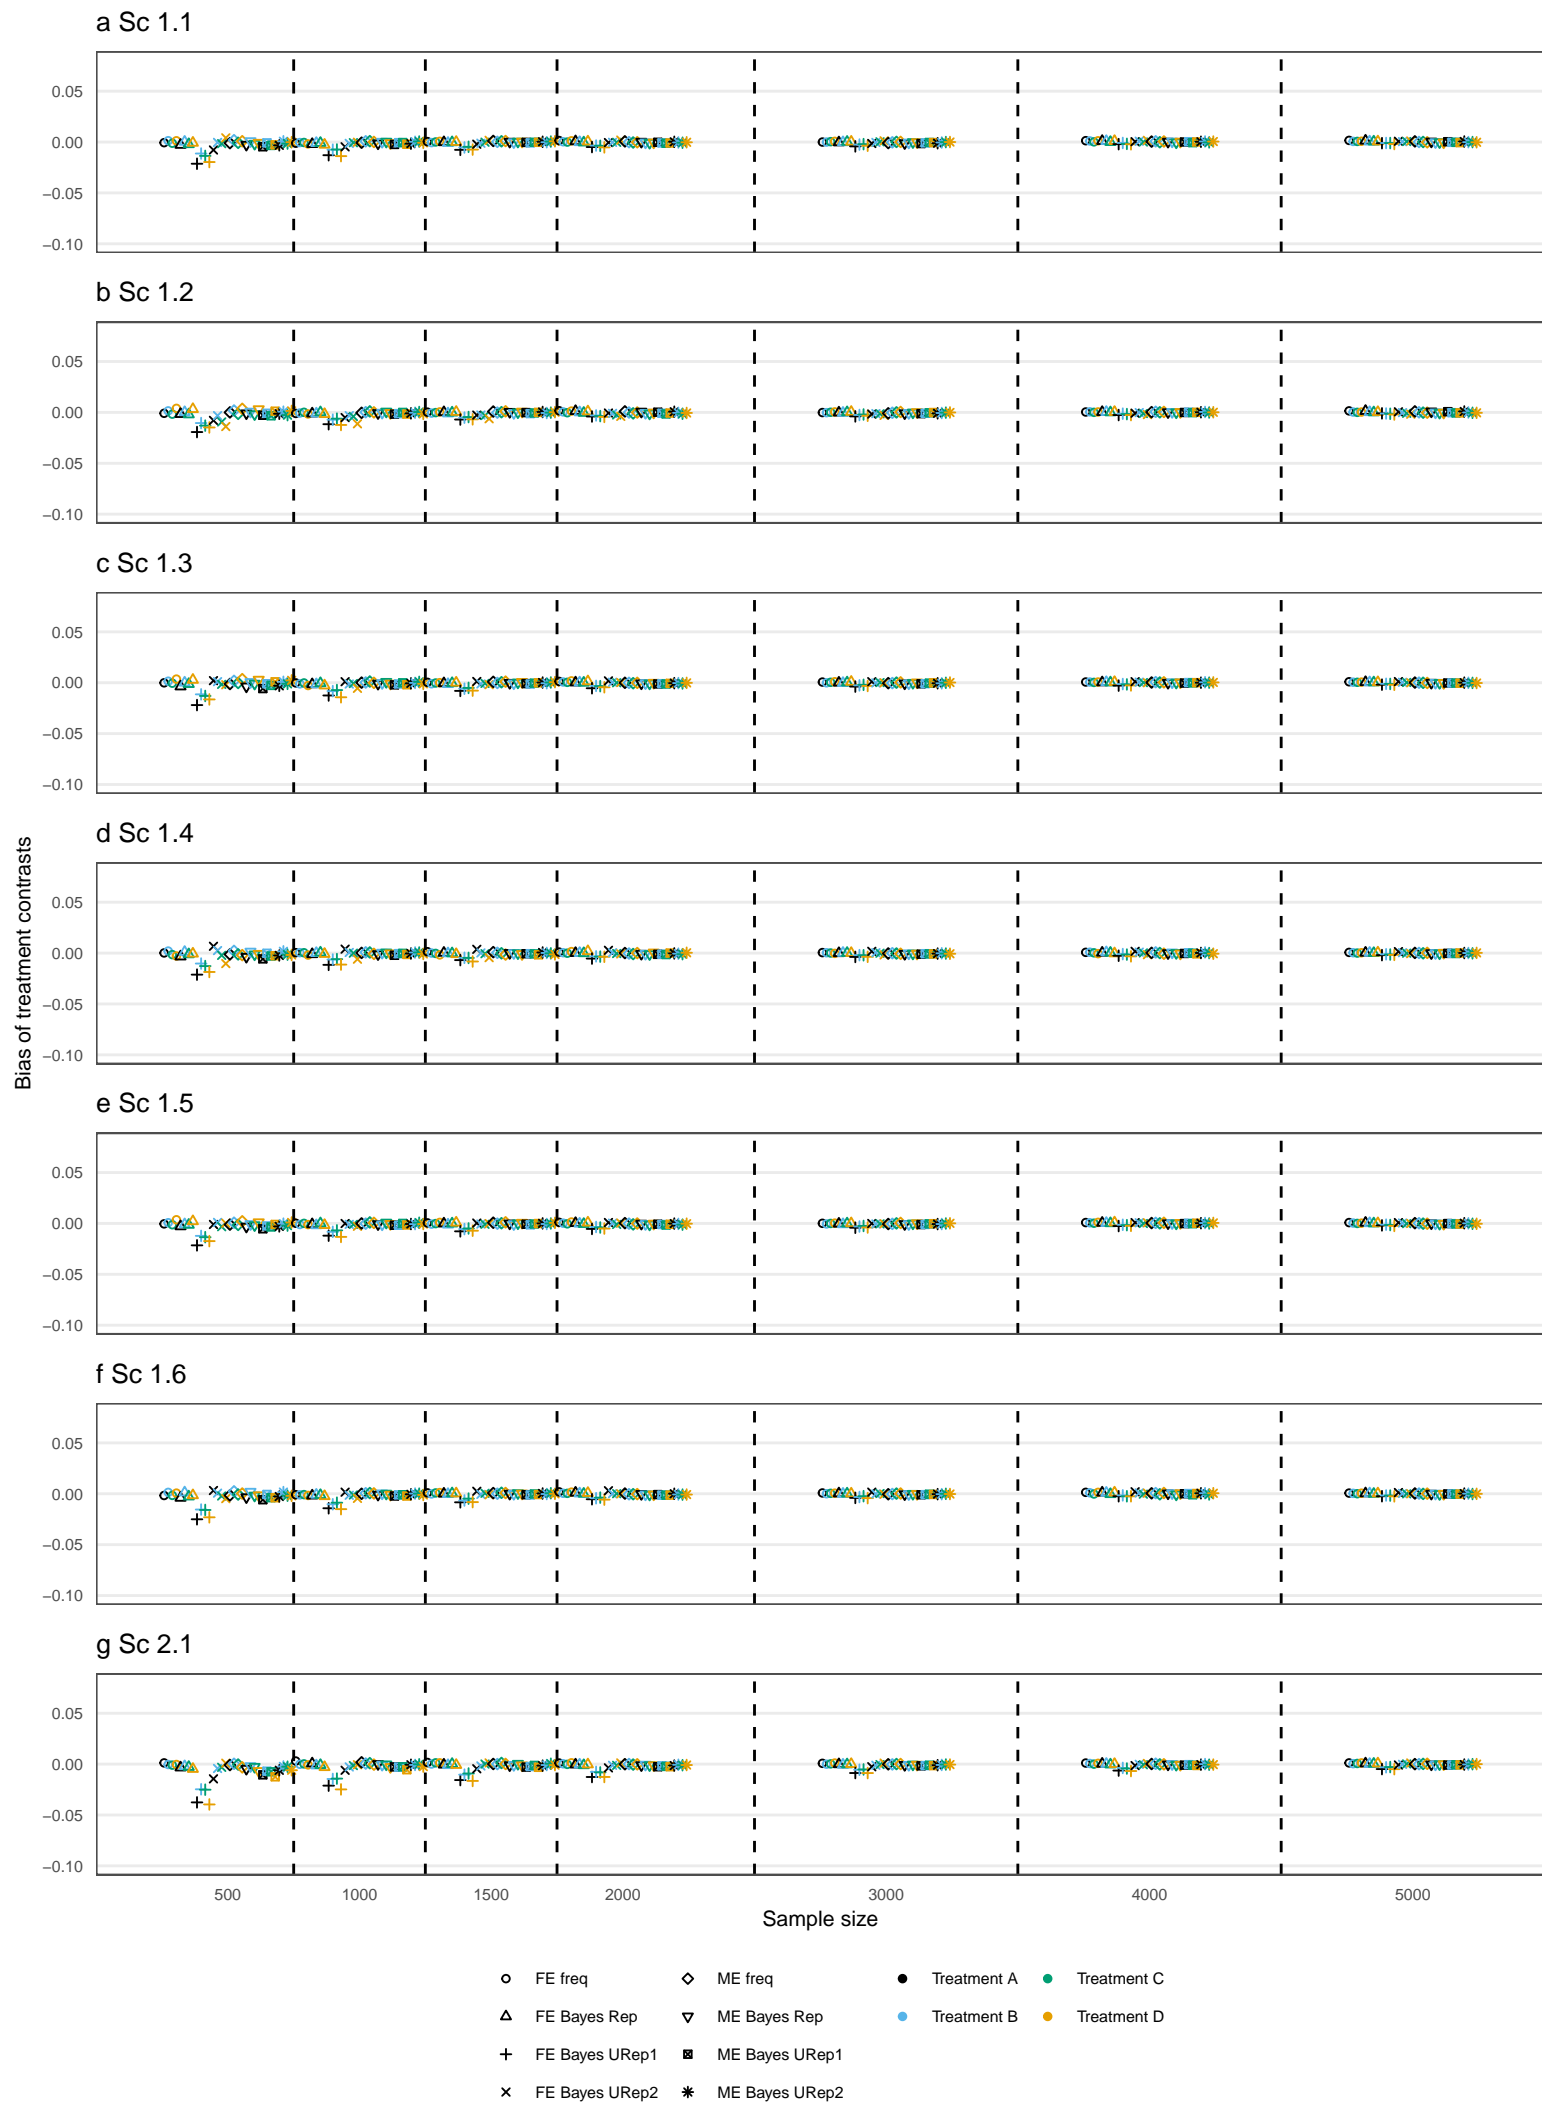 a Sc 1.1
0.05
0.00
−0.05
−0.10
b Sc 1.2
0.05
0.00
−0.05
−0.10
c Sc 1.3
0.05
0.00
−0.05
−0.10
d Sc 1.4
0.05
0.00
−0.05
−0.10
Bias of treatment contrasts
e Sc 1.5
0.05
0.00
−0.05
−0.10
f Sc 1.6
0.05
0.00
−0.05
−0.10
g Sc 2.1
0.05
0.00
−0.05
−0.10
500 1000 1500 2000 3000 4000 5000
Sample size
FE freq ME freq Treatment A Treatment C
FE Bayes Rep ME Bayes Rep Treatment B Treatment D
FE Bayes URep1 ME Bayes URep1
FE Bayes URep2 ME Bayes URep2